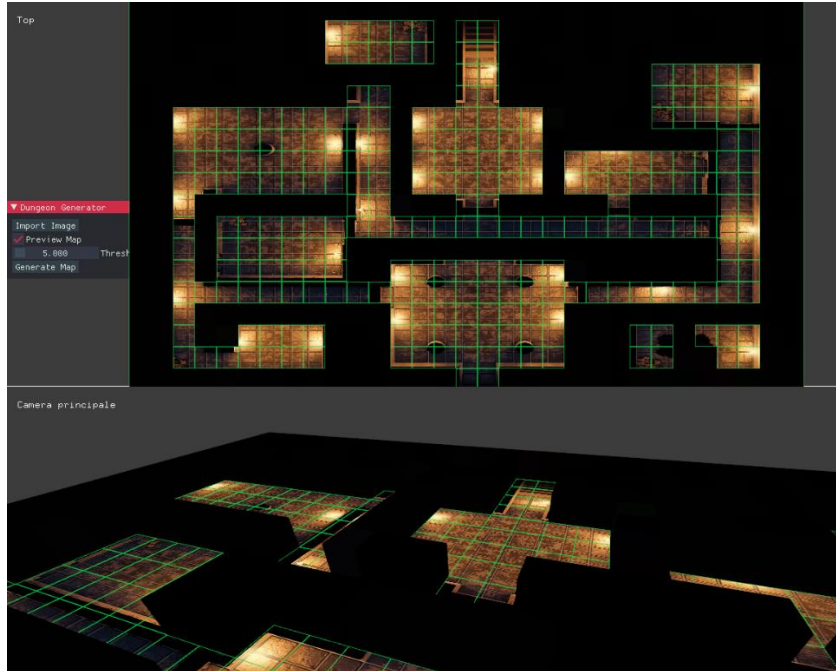 Top
▼ Dungeon Generator
Import Image
Preview Map
5.000 Thresh
Generate Map
Camera principale